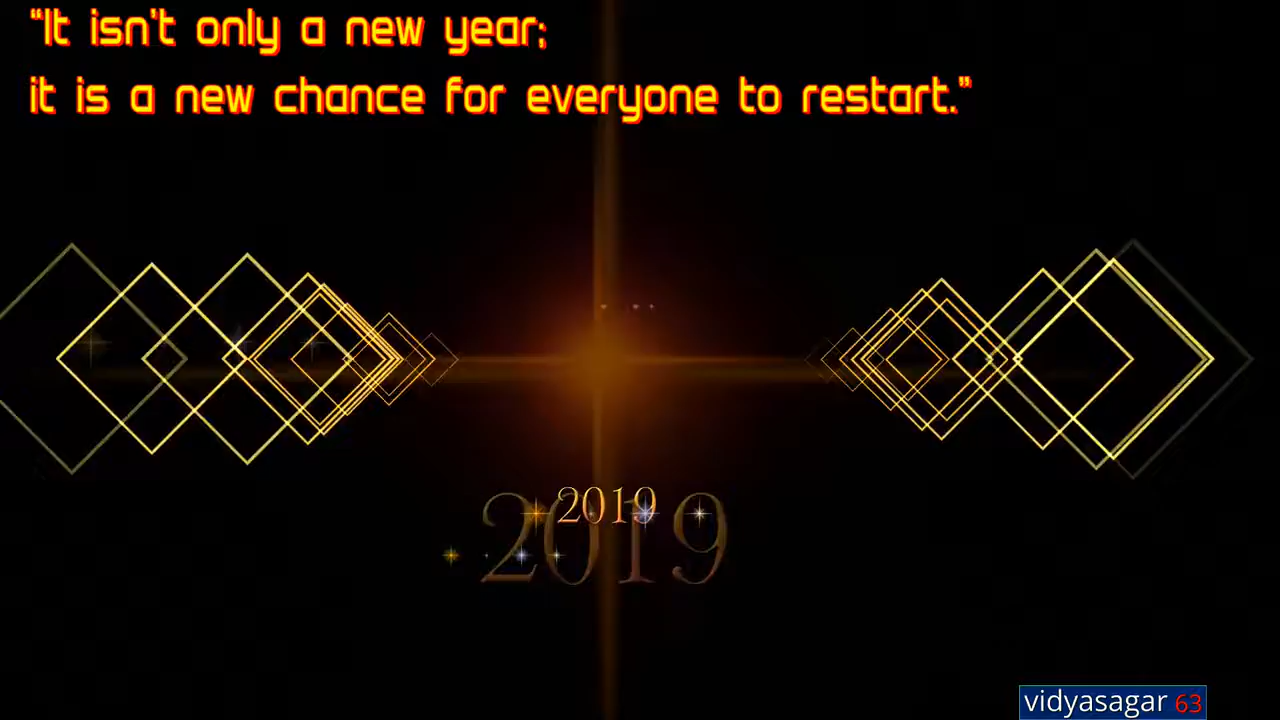 “It isn’t only a new year;
it is a new chance for everyone to restart.”
2019
2019
vidyasagar 63